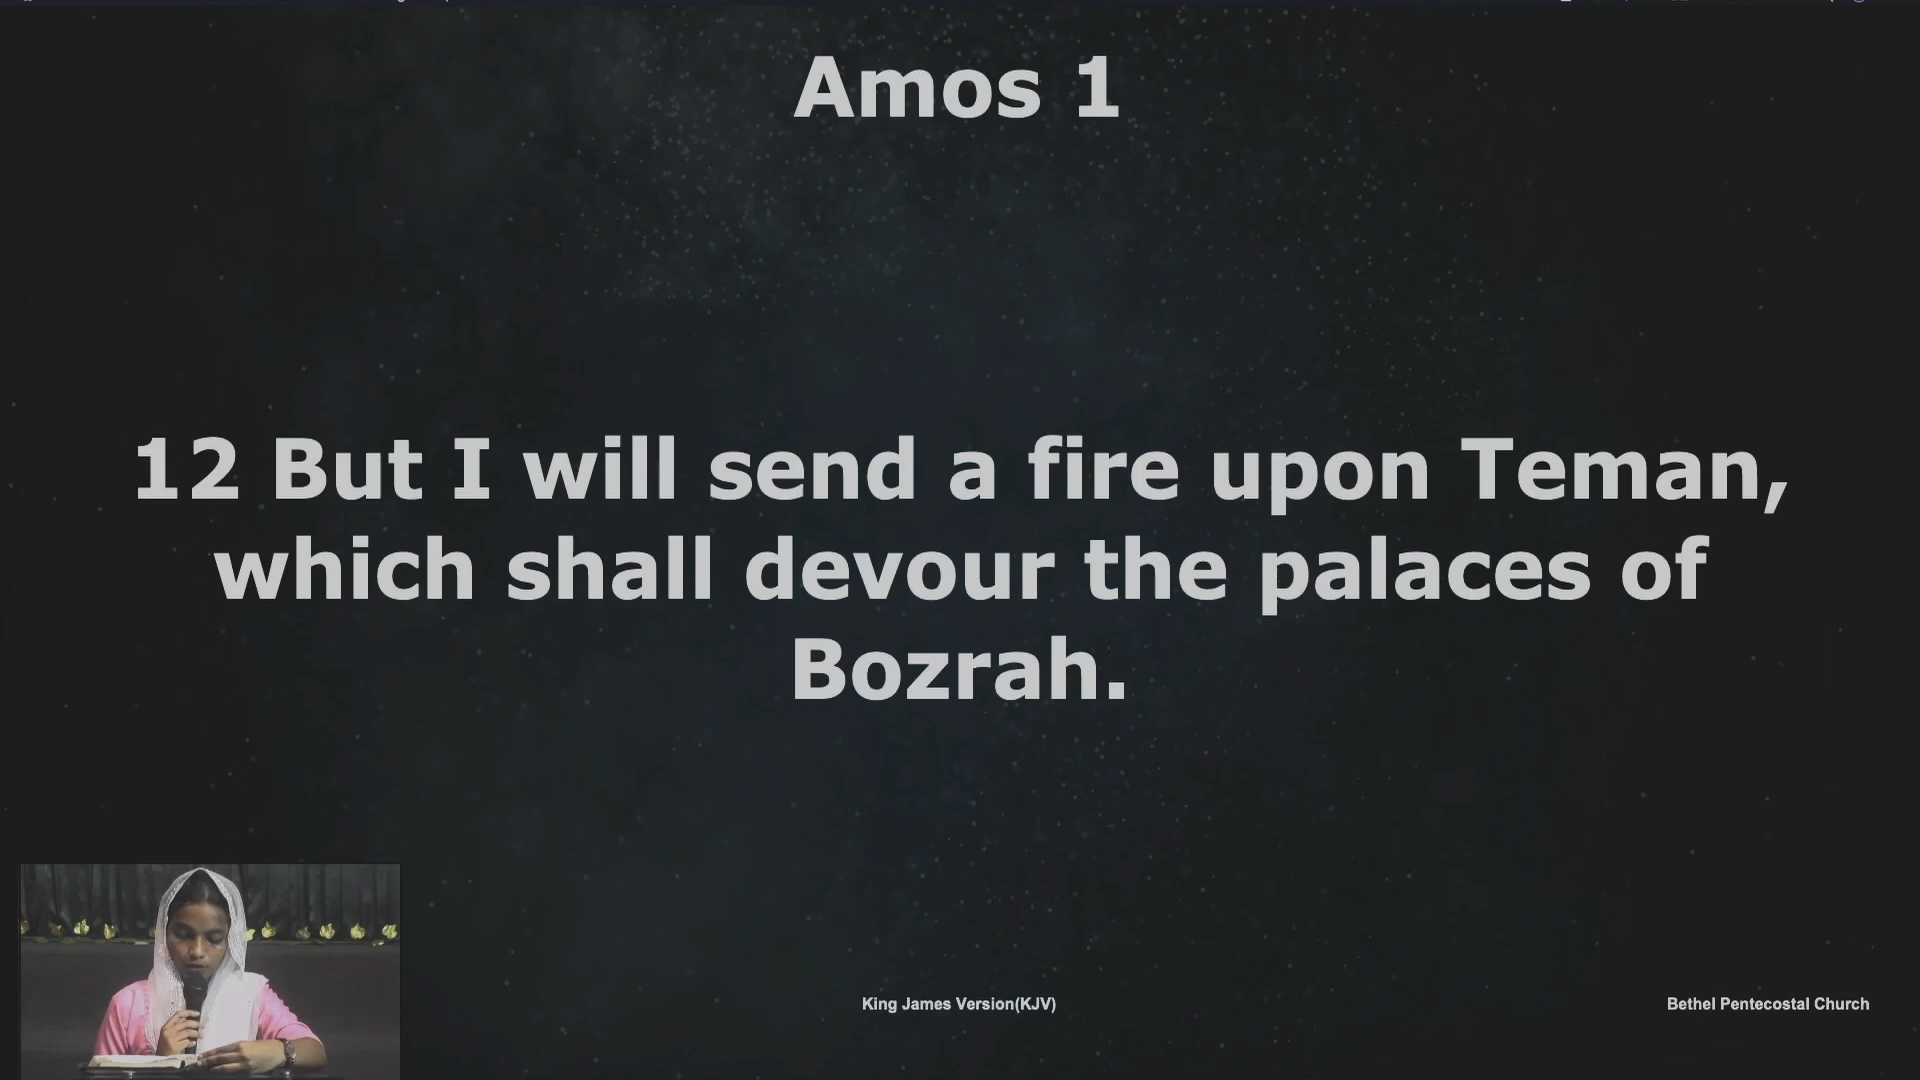 Amos 1
12 But I will send a fire upon Teman,
which shall devour the palaces of
Bozrah.
King James Version(KJV)
Bethel Pentecostal Church